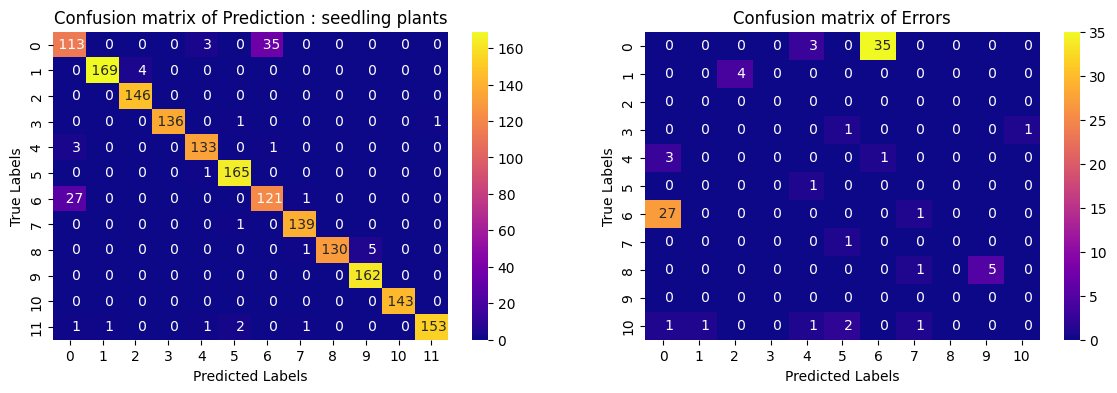 Confusion matrix of Prediction : seedling plants
True Labels
0 113 0 0 0 3 0 35 0 0 0 0 0
1 0 169 4 0 0 0 0 0 0 0 0 0
2 0 0 146 0 0 0 0 0 0 0 0 0
3 0 0 0 136 0 1 0 0 0 0 0 1
4 3 0 0 0 133 0 1 0 0 0 0 0
5 0 0 0 0 1 165 0 0 0 0 0 0
6 27 0 0 0 0 0 121 1 0 0 0 0
7 0 0 0 0 0 1 0 139 0 0 0 0
8 0 0 0 0 0 0 0 1 130 5 0 0
9 0 0 0 0 0 0 0 0 0 162 0 0
10 0 0 0 0 0 0 0 0 0 0 143 0
11 1 1 0 0 1 2 0 1 0 0 0 153
0 1 2 3 4 5 6 7 8 9 10 11
Predicted Labels
160
140
120
100
80
60
40
20
0
Confusion matrix of Errors
True Labels
0 0 0 0 0 3 0 35 0 0 0 0
1 0 0 4 0 0 0 0 0 0 0 0
2 0 0 0 0 0 0 0 0 0 0 0
3 0 0 0 0 0 1 0 0 0 0 1
4 3 0 0 0 0 0 1 0 0 0 0
5 0 0 0 0 1 0 0 0 0 0 0
6 27 0 0 0 0 0 0 1 0 0 0
7 0 0 0 0 0 1 0 0 0 0 0
8 0 0 0 0 0 0 0 1 0 5 0
9 0 0 0 0 0 0 0 0 0 0 0
10 1 1 0 0 1 2 0 1 0 0 0
0 1 2 3 4 5 6 7 8 9 10
Predicted Labels
35
30
25
20
15
10
5
0